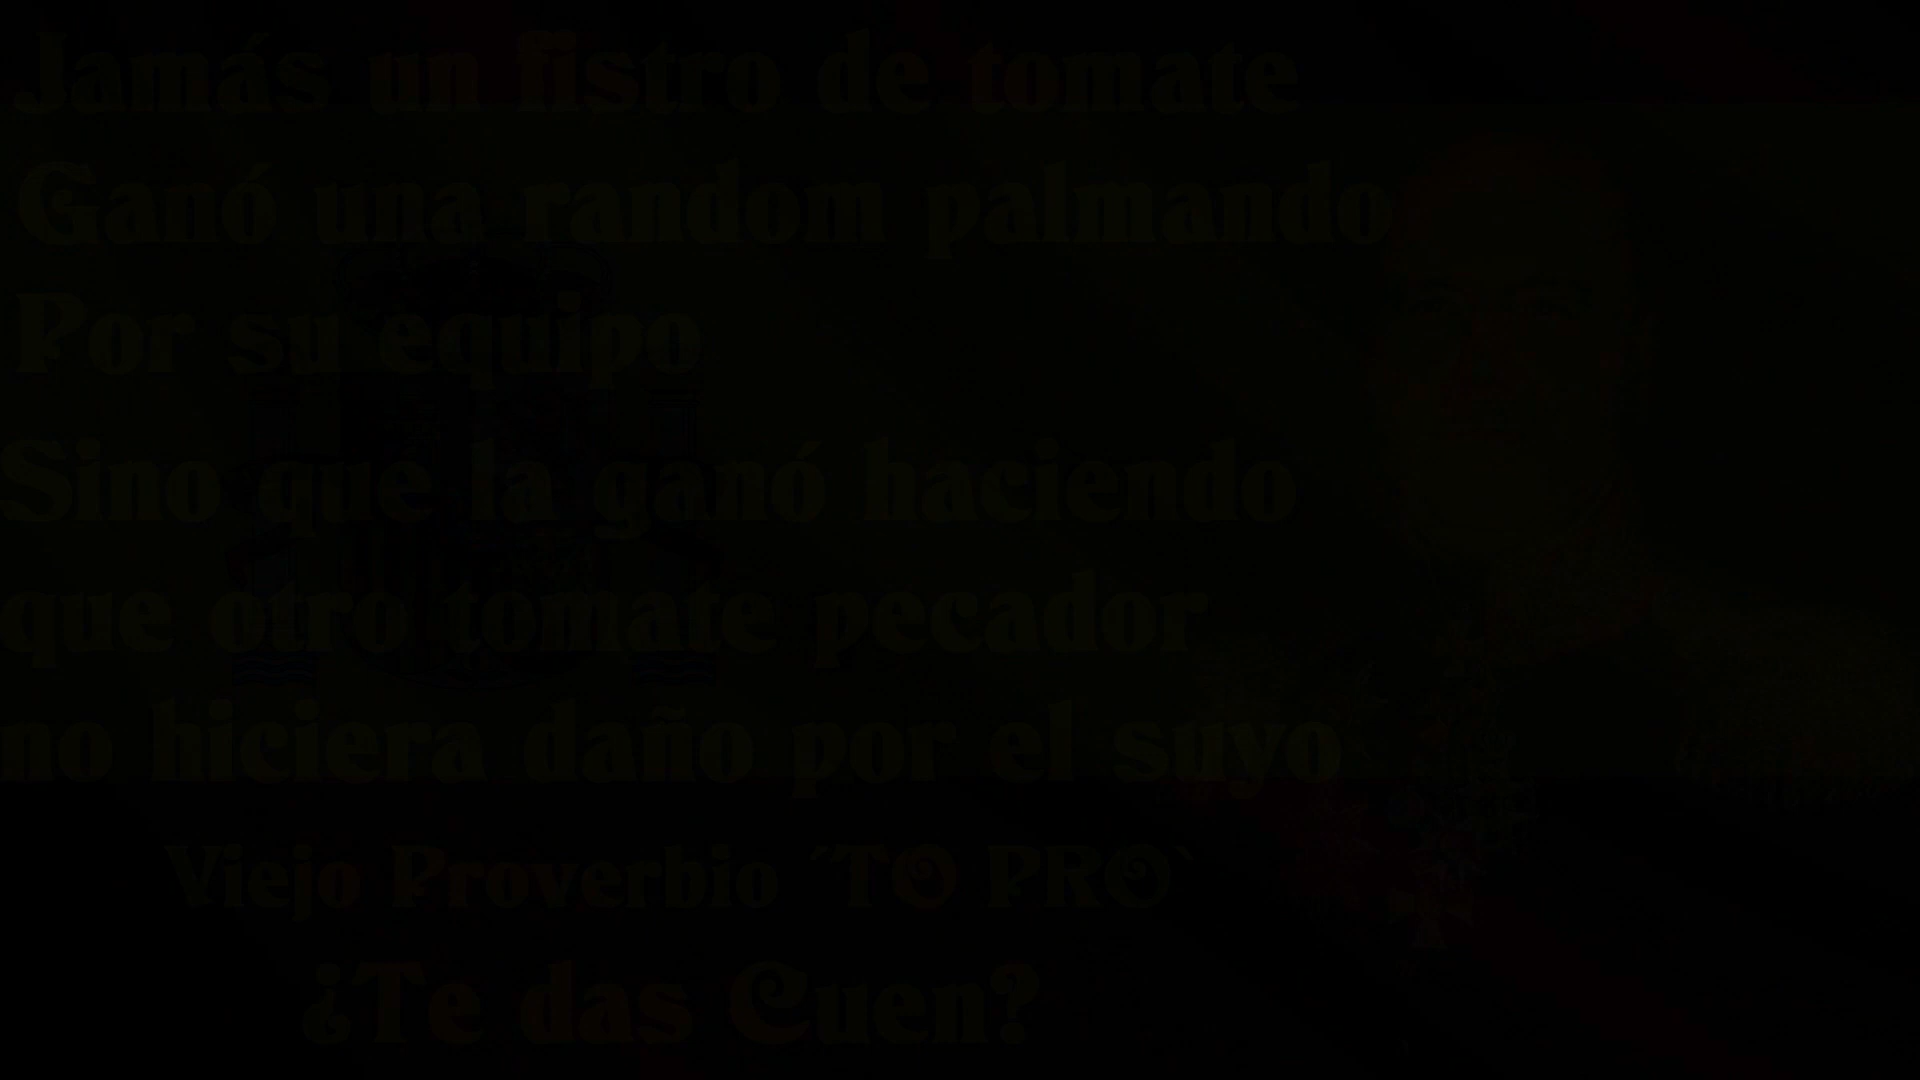 Jamás un fistro de tomate
Ganó una random palmando
Por su equipo
Sino que la ganó haciendo
que otro tomate pecador
no hiciera daño por el suyo
Viejo Proverbio ´TO PRO`
¿Te das Cuen?